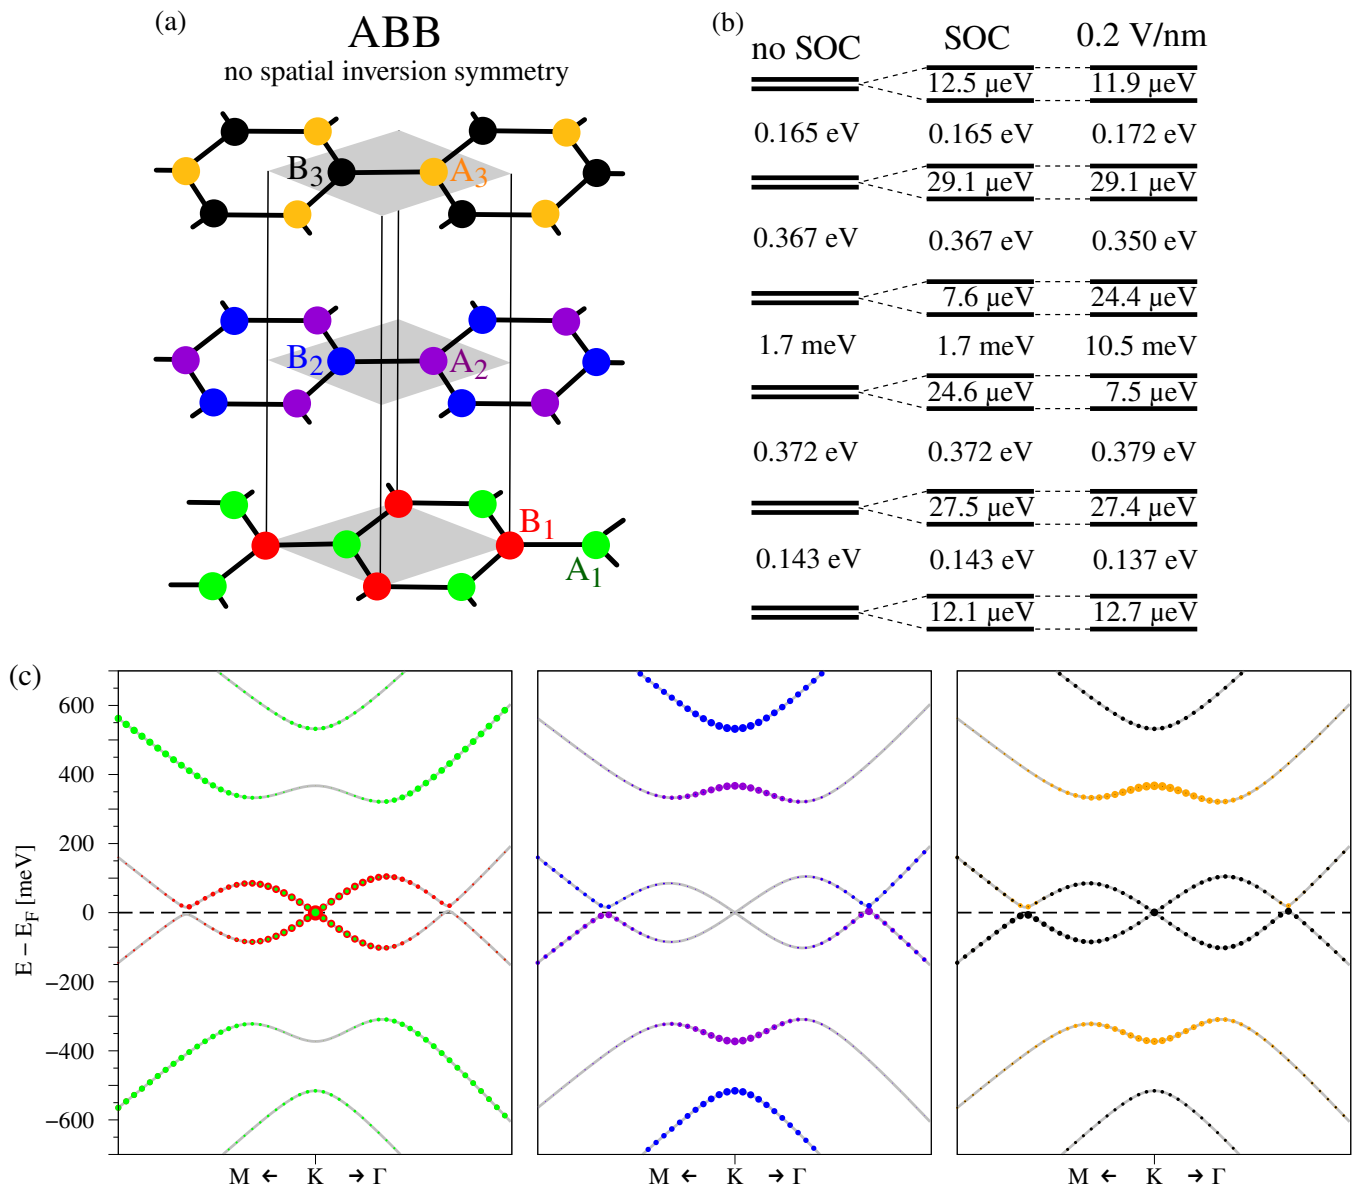 (a)
ABB
no spatial inversion symmetry
B3 A3
B2 A2
B1
A1
(b)
no SOC SOC 0.2 V/nm
12.5 µeV 11.9 µeV
0.165 eV 0.165 eV 0.172 eV
29.1 µeV 29.1 µeV
0.367 eV 0.367 eV 0.350 eV
7.6 µeV 24.4 µeV
1.7 meV 1.7 meV 10.5 meV
24.6 µeV 7.5 µeV
0.372 eV 0.372 eV 0.379 eV
27.5 µeV 27.4 µeV
0.143 eV 0.143 eV 0.137 eV
12.1 µeV 12.7 µeV
(c)
E − EF [meV]
600
400
200
0
−200
−400
−600
M ← K → Γ
M ← K → Γ
M ← K → Γ